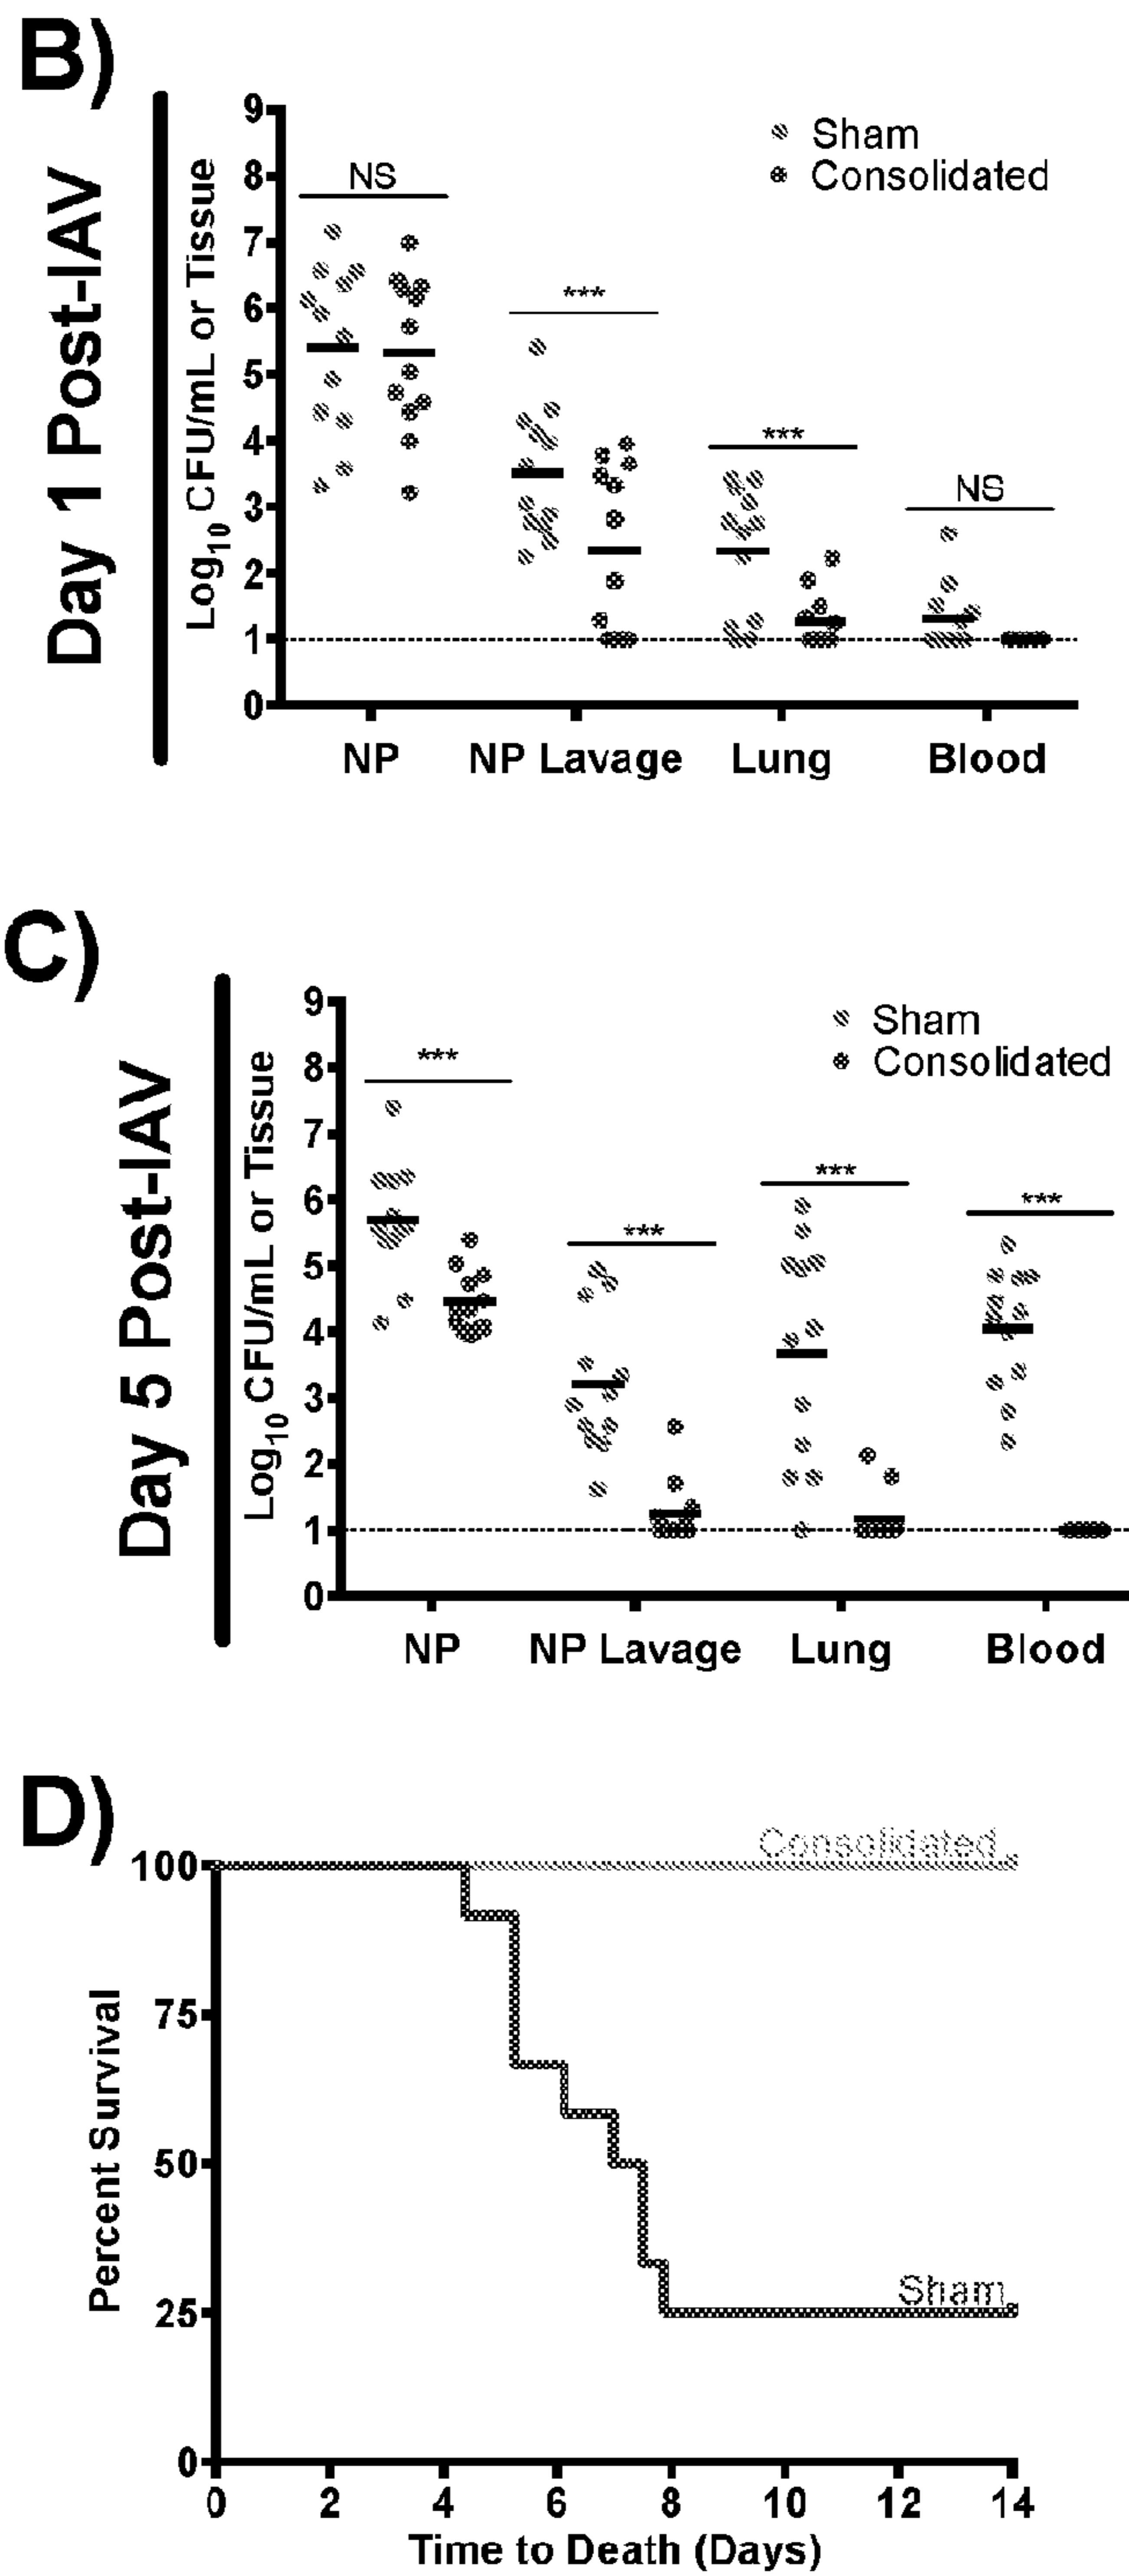 B)
Day 1 Post-IAV
Log10 CFU/mL or Tissue
9
8
7
6
5
4
3
2
1
0
Sham
Consolidated
NS
***
***
NS
NP
NP Lavage
Lung
Blood
C)
Day 5 Post-IAV
Log10 CFU/mL or Tissue
9
8
7
6
5
4
3
2
1
0
Sham
Consolidated
***
***
***
***
NP
NP Lavage
Lung
Blood
D)
Percent Survival
100
75
50
25
0
Consolidated
Sham
0 2 4 6 8 10 12 14
Time to Death (Days)